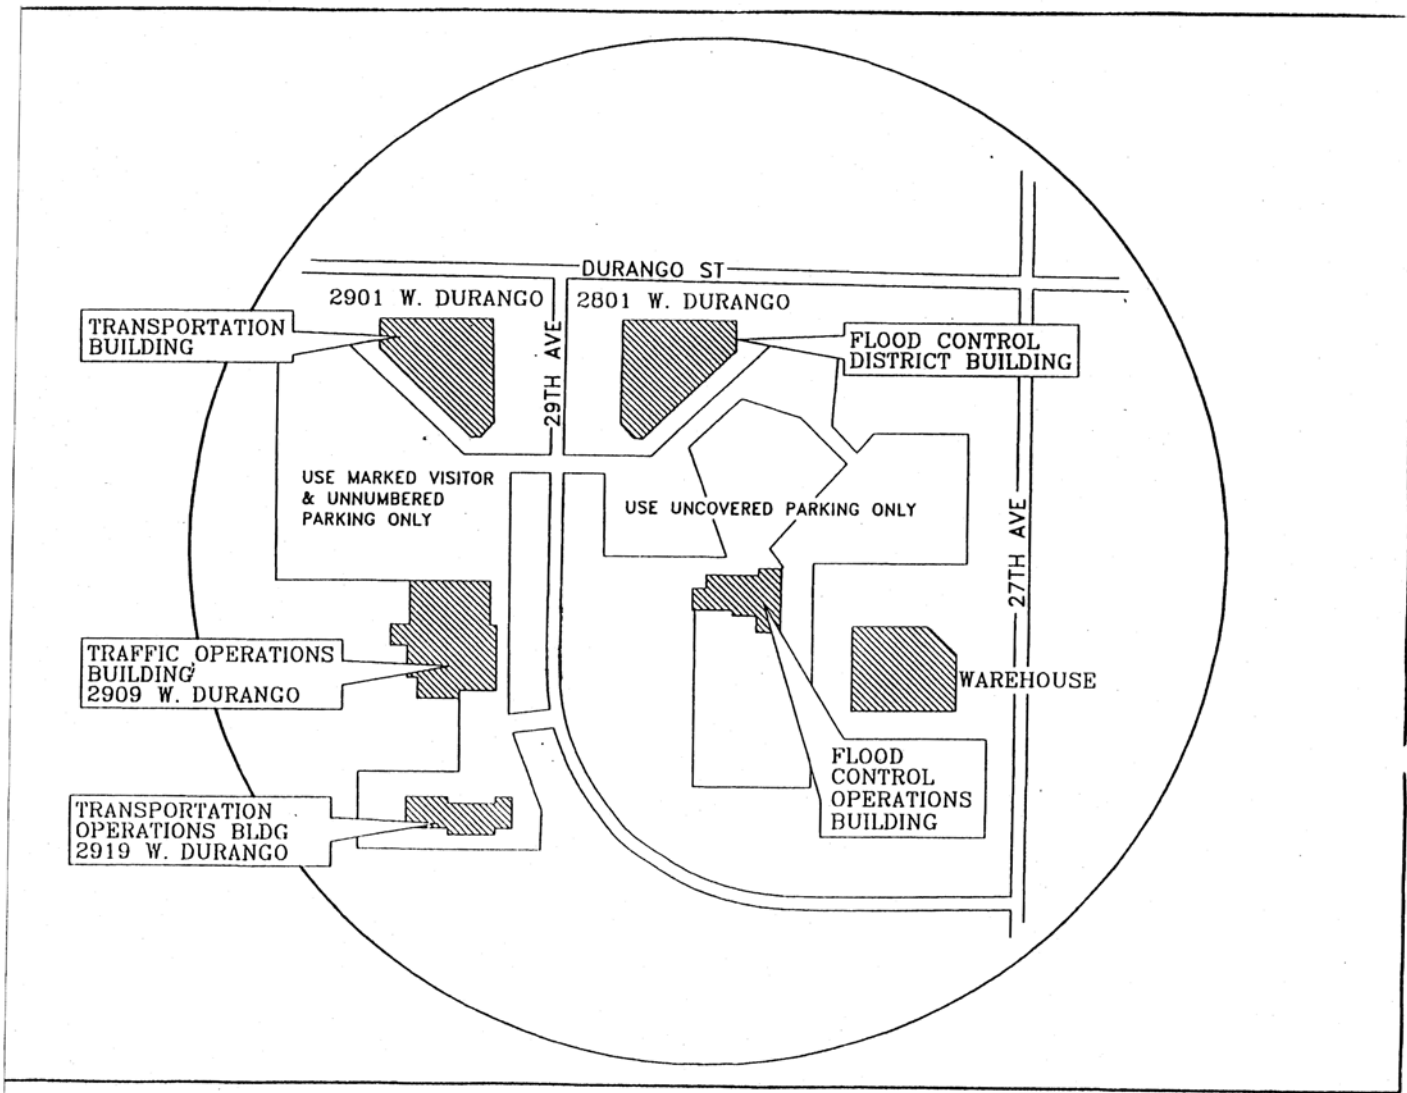 DURANGO ST
2901 W. DURANGO
2801 W. DURANGO
TRANSPORTATION
BUILDING
29TH AVE
FLOOD CONTROL
DISTRICT BUILDING
USE MARKED VISITOR
& UNNUMBERED
PARKING ONLY
USE UNCOVERED PARKING ONLY
27TH AVE
TRAFFIC OPERATIONS
BUILDING
2909 W. DURANGO
WAREHOUSE
FLOOD
CONTROL
OPERATIONS
BUILDING
TRANSPORTATION
OPERATIONS BLDG
2919 W. DURANGO